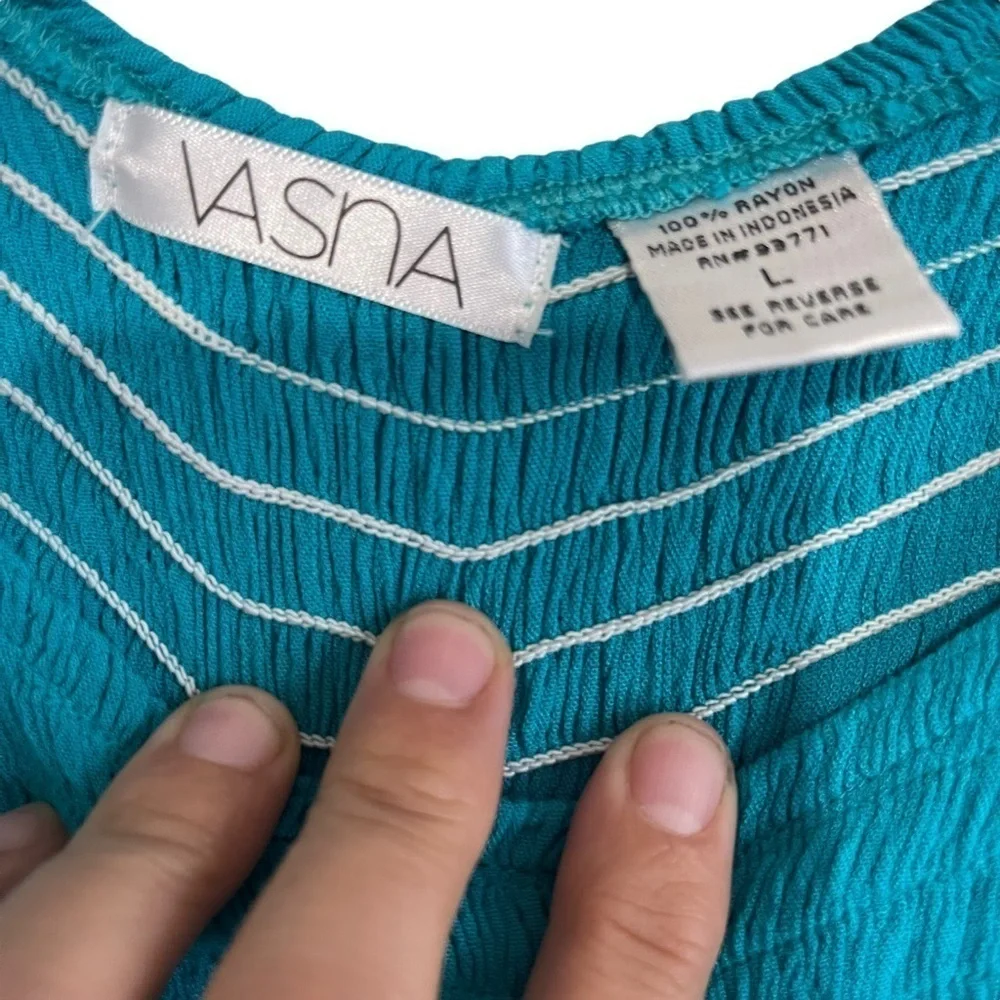 VASNA
100% RAYON
MADE IN INDONESIA
RN#93771
L
SEE REVERSE
FOR CARE